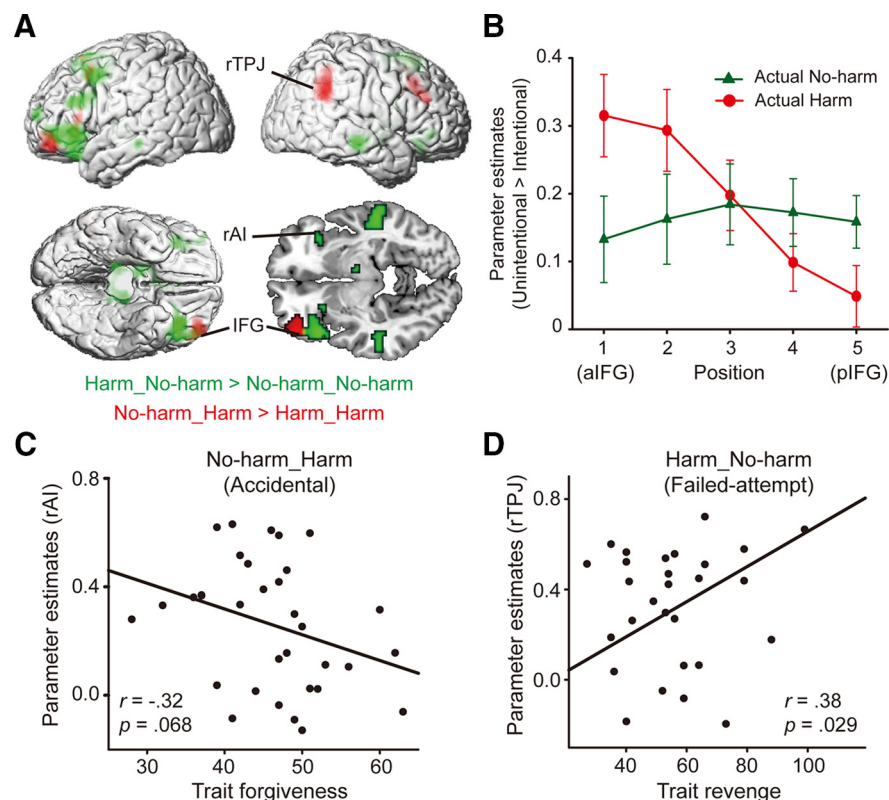 A
rTPJ
rAI
IFG
Harm_No-harm > No-harm_No-harm
No-harm_Harm > Harm_Harm
B
Parameter estimates
(Unintentional > Intentional)
0.4
0.3
0.2
0.1
0
Actual No-harm
Actual Harm
1 2 3 4 5
(aIFG) Position (pIFG)
C
No-harm_Harm
(Accidental)
Parameter estimates (rAI)
0.8
0.4
0.0
r = -.32
p = .068
30 40 50 60
Trait forgiveness
D
Harm_No-harm
(Failed-attempt)
Parameter estimates (rTPJ)
0.8
0.4
0.0
r = .38
p = .029
40 60 80 100
Trait revenge